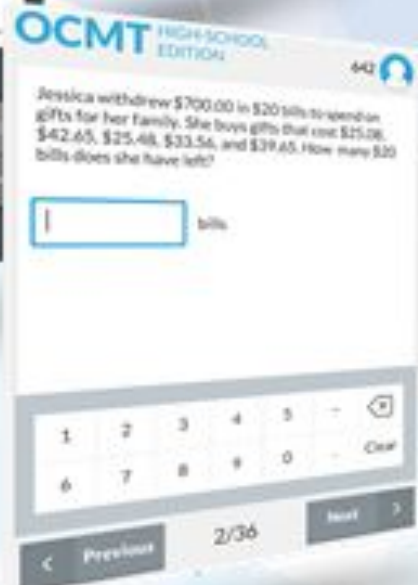 OCMT HIGH-SCHOOL
EDITION
642
Jessica withdrew $700.00 in $20 bills to spend on
gifts for her family. She buys gifts that cost $25.08,
$42.65, $25.48, $33.56, and $39.65. How many $20
bills does she have left?
bills
1 2 3 4 5 -
6 7 8 9 0 . Clear
< Previous
2/36
Next >